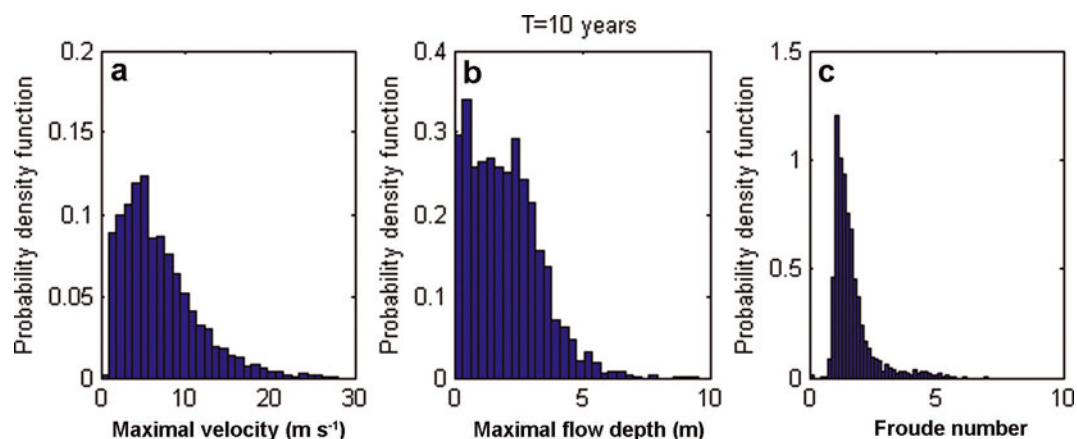 T=10 years
a
Probability density function
0.2
0.15
0.1
0.05
0
0 10 20 30
Maximal velocity (m s⁻¹)
b
Probability density function
0.4
0.3
0.2
0.1
0
0 5 10
Maximal flow depth (m)
c
Probability density function
1.5
1
0.5
0
0 5 10
Froude number